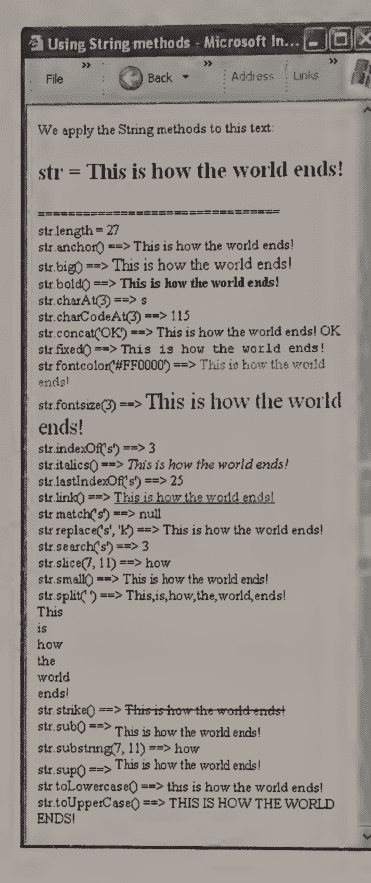 Using String methods - Microsoft In...
File
»
Back
»
Address
Links
»
We apply the String methods to this text:
str = This is how the world ends!
==============================
str.length = 27
str.anchor() ==> This is how the world ends!
str.big() ==> This is how the world ends!
str.bold() ==> This is how the world ends!
str.charAt(3) ==> s
str.charCodeAt(3) ==> 115
str.concat('OK') ==> This is how the world ends! OK
str.fixed() ==> This is how the world ends!
str.fontcolor('#FF0000') ==> This is how the world
ends!
str.fontsize(3) ==> This is how the world
ends!
str.indexOf('s') ==> 3
str.italics() ==> This is how the world ends!
str.lastIndexOf('s') ==> 25
str.link() ==> This is how the world ends!
str.match('s') ==> null
str.replace('s', 'k') ==> This is how the world ends!
str.search('s') ==> 3
str.slice(7, 11) ==> how
str.small() ==> This is how the world ends!
str.split(' ') ==> This,is,how,the,world,ends!
This
is
how
the
world
ends!
str.strike() ==> This is how the world ends!
str.sub() ==> This is how the world ends!
str.substring(7, 11) ==> how
str.sup() ==> This is how the world ends!
str.toLowercase() ==> this is how the world ends!
str.toUpperCase() ==> THIS IS HOW THE WORLD
ENDS!